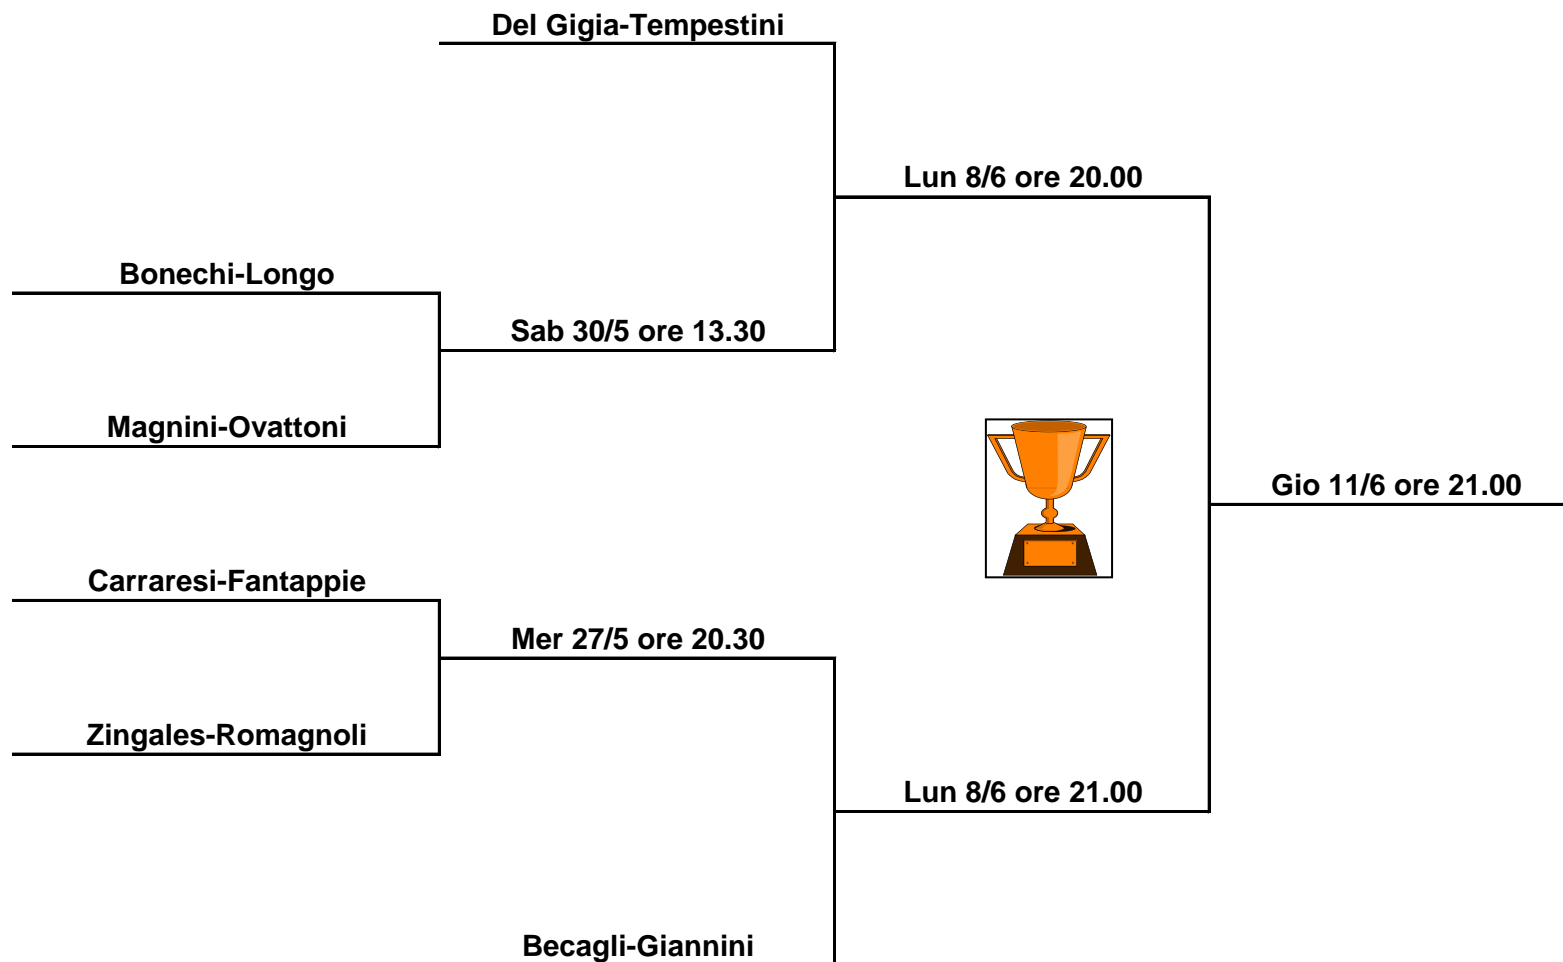 Del Gigia-Tempestini
Lun 8/6 ore 20.00
Bonechi-Longo
Sab 30/5 ore 13.30
Magnini-Ovattoni
Gio 11/6 ore 21.00
Carraresi-Fantappie
Mer 27/5 ore 20.30
Zingales-Romagnoli
Lun 8/6 ore 21.00
Becagli-Giannini